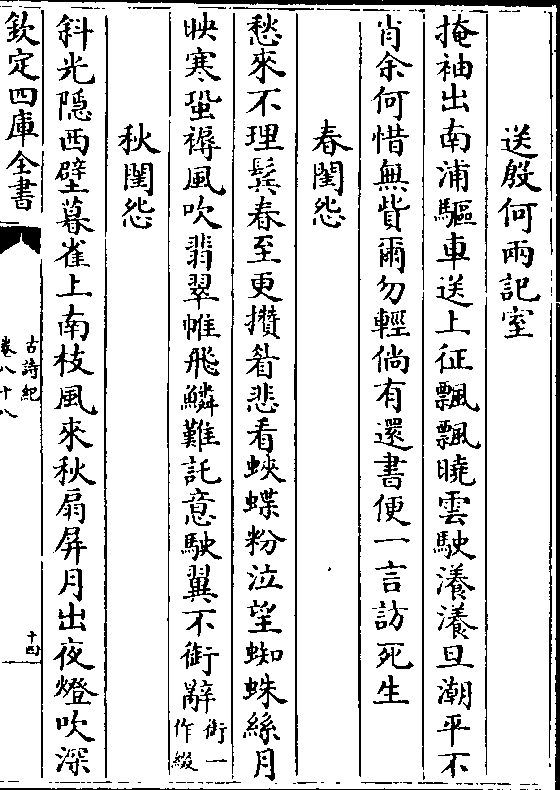 送殷何兩記室
掩袖出南浦驅車送上征飄飄曉雲駛瀁瀁旦潮平不
肖余何惜無貲爾勿輕倘有還書便一言訪死生
春閨怨
愁來不理鬢春至更攢眉悲看蛺蝶粉泣望蜘蛛絲月
映寒蛩褥風吹翡翠帷飛鱗難託意駛翼不銜辭銜一
作綴
秋閨怨
斜光隱西壁暮雀上南枝風來秋扇屏月出夜燈吹深
欽定四庫全書
古詩紀
卷八十八
十四